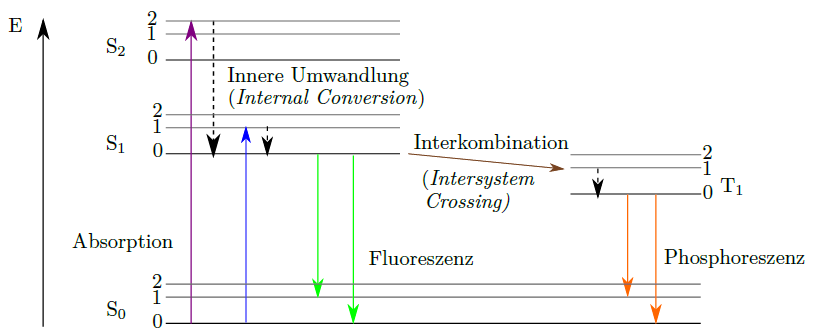 E
2
1
S₂
0
Innere Umwandlung
(Internal Conversion)
2
1
S₁
0
Interkombination
(Intersystem
Crossing)
2
1
0
T₁
Absorption
Fluoreszenz
Phosphoreszenz
2
1
S₀
0